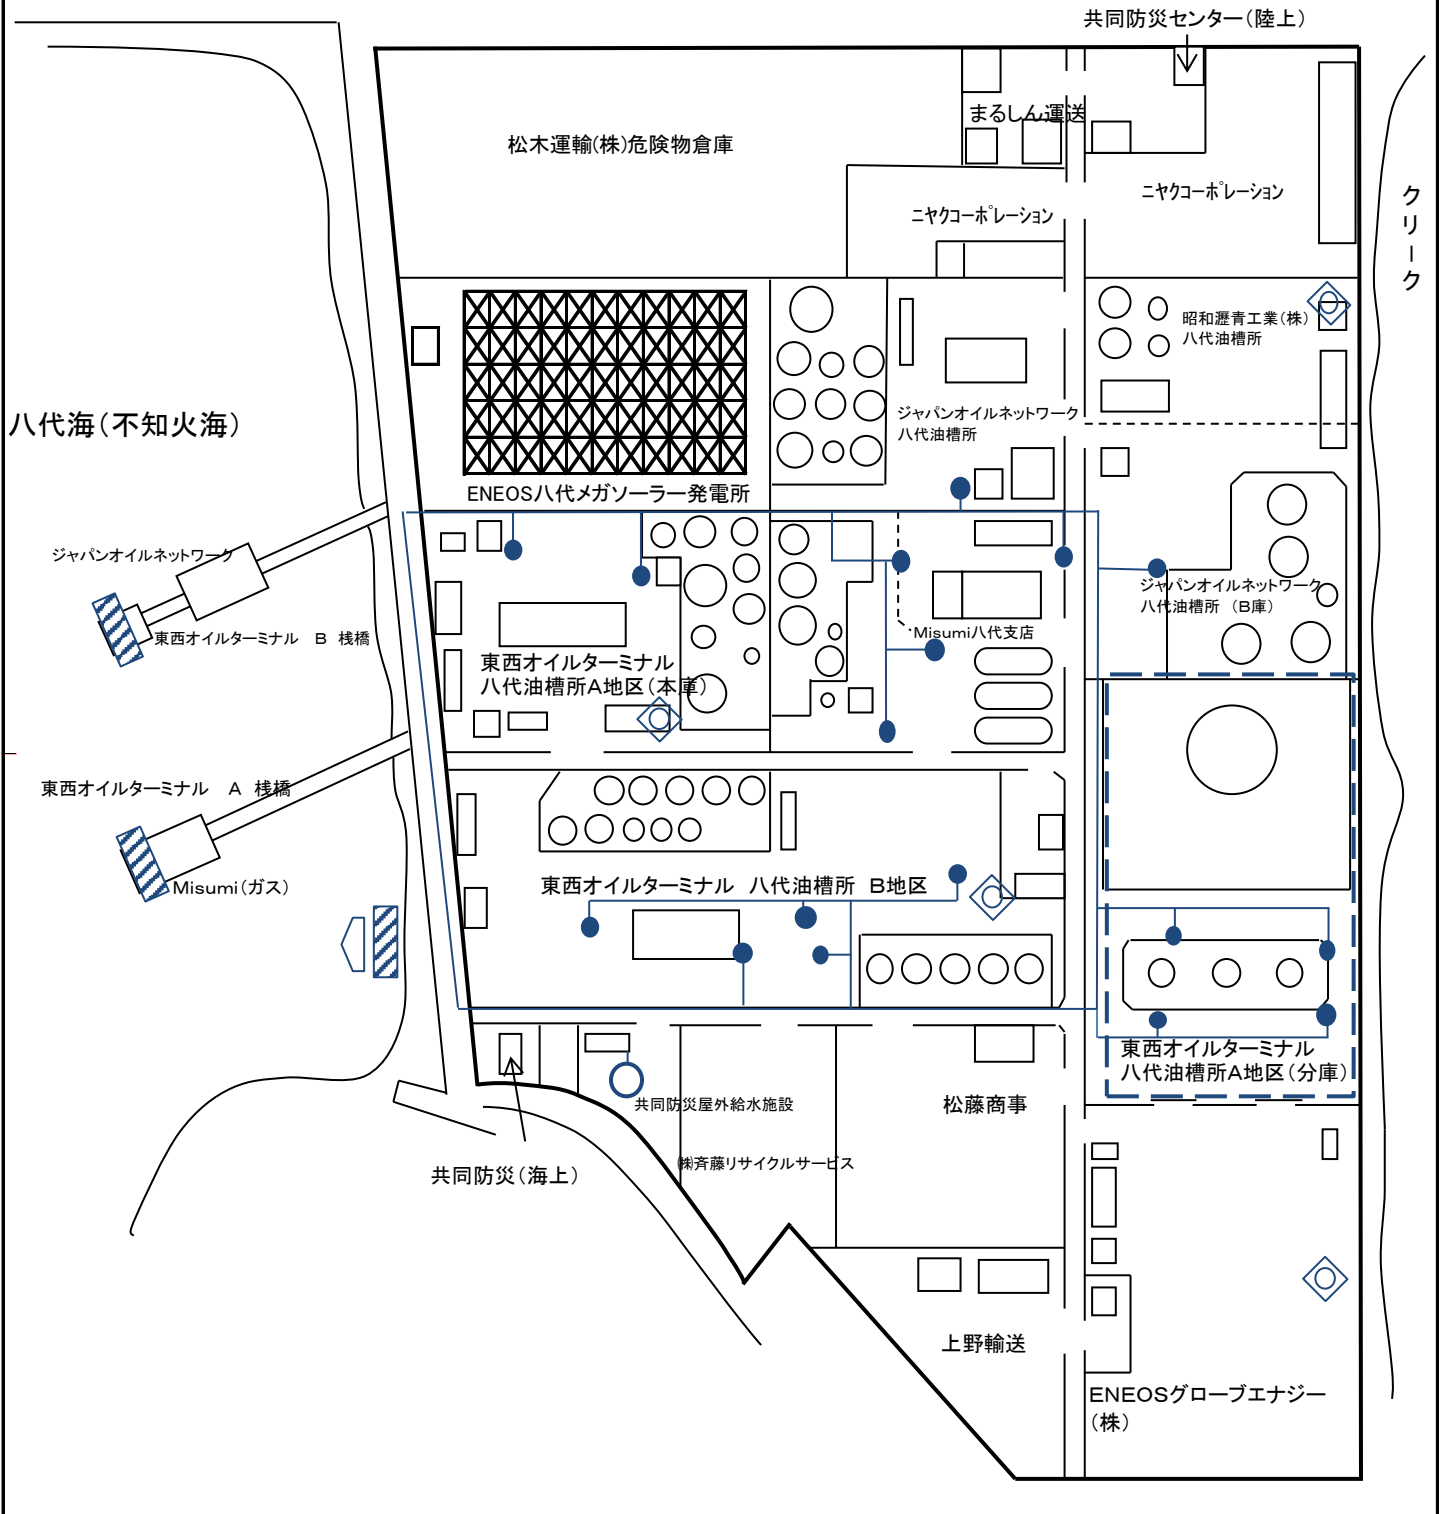 共同防災センター（陸上）
まるしん運送
松木運輸(株)危険物倉庫
ニヤクコーポレーション
ニヤクコーポレーション
クリーク
昭和瀝青工業（株）
八代油槽所
八代海（不知火海）
ジャパンオイルネットワーク
八代油槽所
ENEOS八代メガソーラー発電所
ジャパンオイルネットワーク
東西オイルターミナル　B　桟橋
ジャパンオイルネットワーク
八代油槽所　（B庫）
Misumi八代支店
東西オイルターミナル
八代油槽所A地区（本庫）
東西オイルターミナル　A　桟橋
Misumi（ガス）
東西オイルターミナル　八代油槽所　B地区
東西オイルターミナル
八代油槽所A地区（分庫）
共同防災屋外給水施設
松藤商事
㈱斉藤リサイクルサービス
共同防災（海上）
上野輸送
ENEOSグローブエナジー
（株）